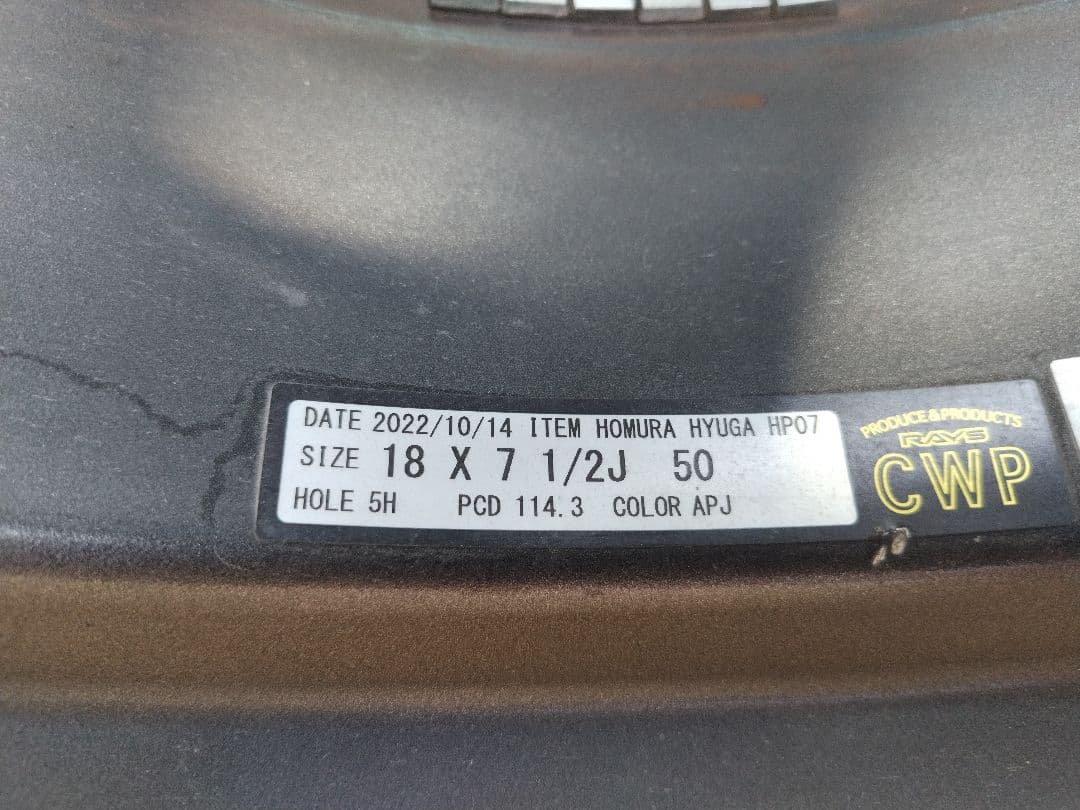 DATE 2022/10/14 ITEM HOMURA HYUGA HP07
SIZE 18 X 7 1/2J 50
HOLE 5H PCD 114.3 COLOR APJ
PRODUCE&PRODUCTS
RAYS
CWP